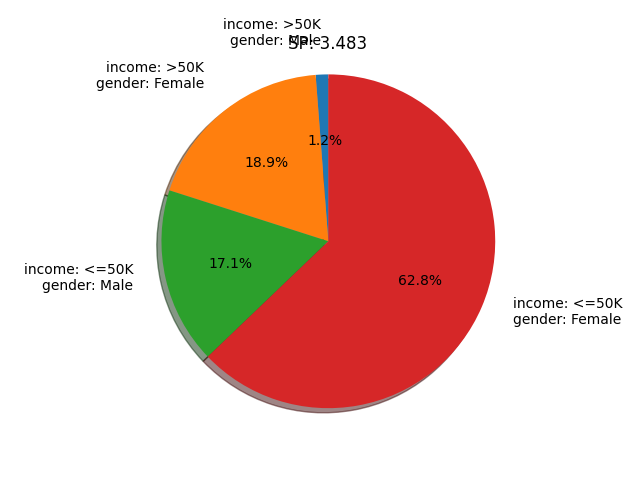 income: >50K
gender: Male
SP: 3.483
income: >50K
gender: Female
1.2%
18.9%
17.1%
income: <=50K
gender: Male
62.8%
income: <=50K
gender: Female